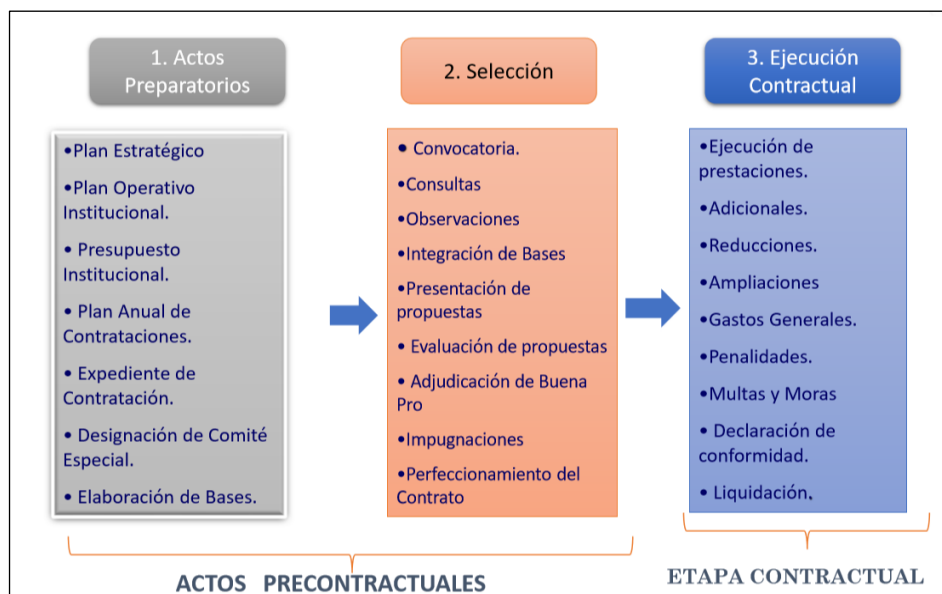 1. Actos
Preparatorios
•Plan Estratégico
•Plan Operativo
Institucional.
• Presupuesto
Institucional.
• Plan Anual de
Contrataciones.
• Expediente de
Contratación.
• Designación de Comité
Especial.
• Elaboración de Bases.
2. Selección
• Convocatoria.
•Consultas
•Observaciones
•Integración de Bases
•Presentación de
propuestas
• Evaluación de propuestas
• Adjudicación de Buena
Pro
•Impugnaciones
•Perfeccionamiento del
Contrato
3. Ejecución
Contractual
•Ejecución de
prestaciones.
•Adicionales.
•Reducciones.
•Ampliaciones
•Gastos Generales.
•Penalidades.
•Multas y Moras
• Declaración de
conformidad.
• Liquidación.
ACTOS PRECONTRACTUALES
ETAPA CONTRACTUAL